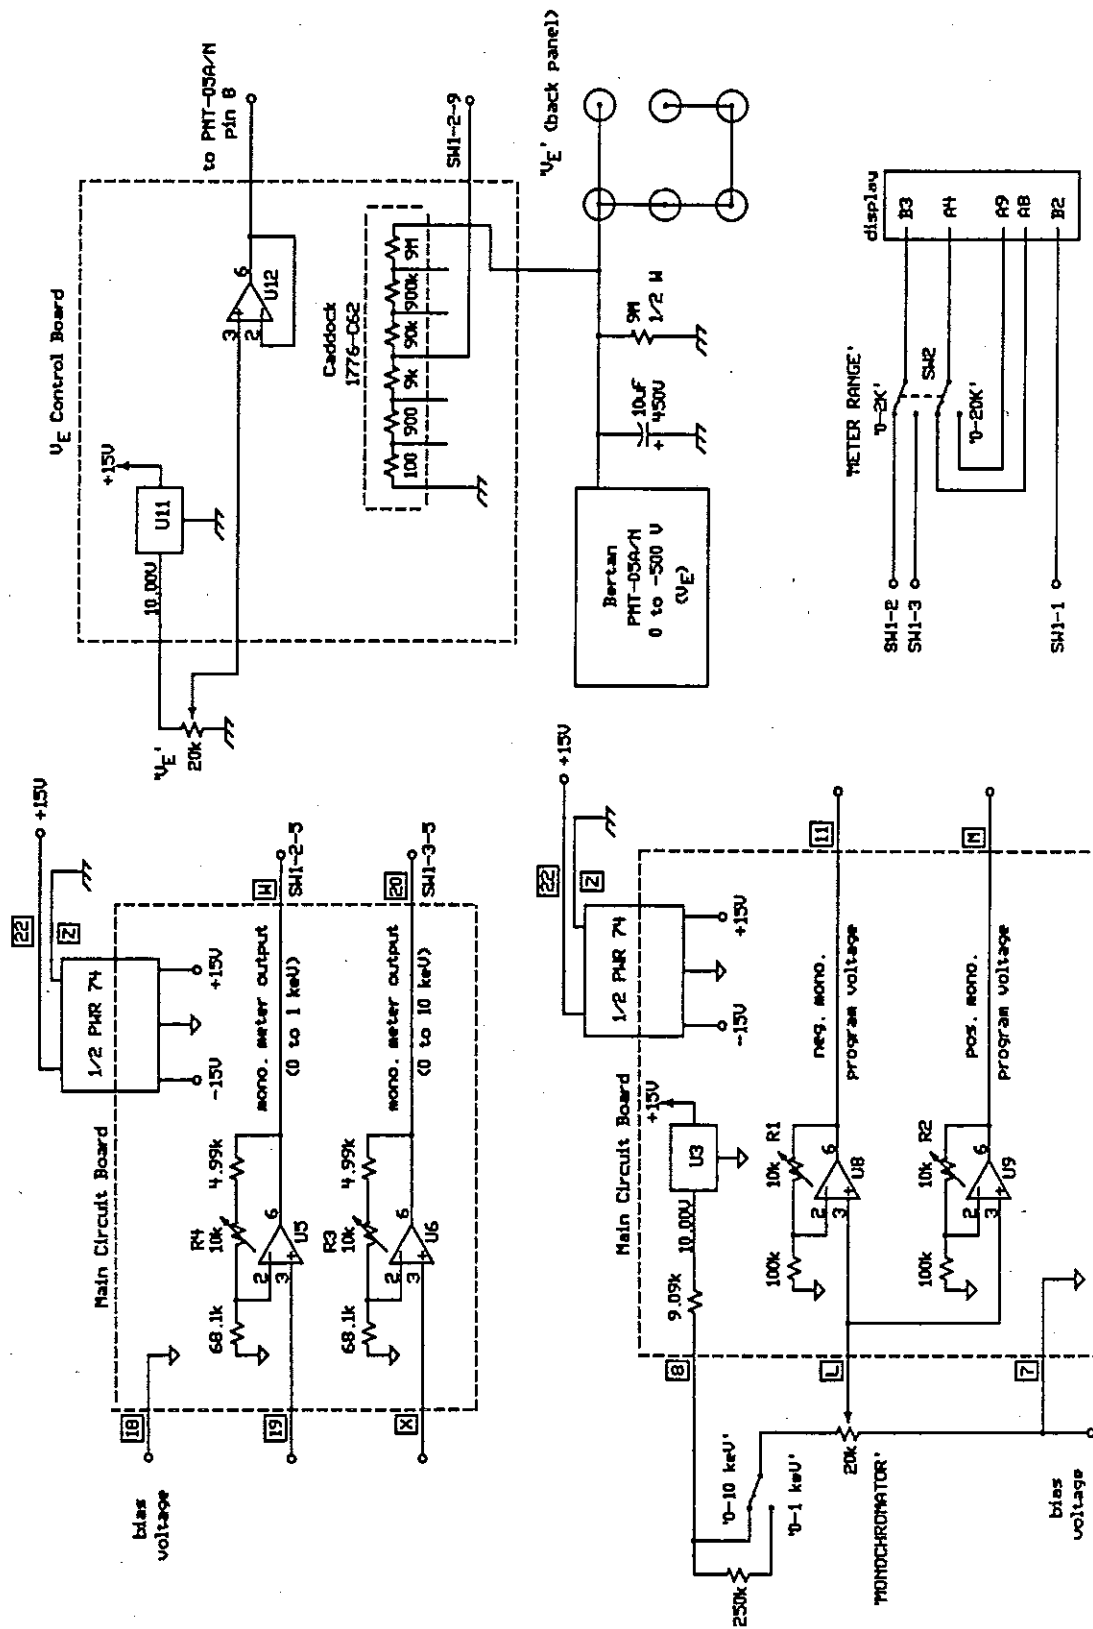 Main Circuit Board
22
Z
+15V
1/2 PWR 74
-15V
+15V
18
bias
voltage
R4
10k
4.99k
68.1k
2
3
6
U5
19
mono. meter output
(0 to 1 keV)
W
SW1-2-5
R3
10k
4.99k
68.1k
2
3
6
U6
X
mono. meter output
(0 to 10 keV)
20
SW1-3-5
VE Control Board
'VE'
20k
10.00V
U11
+15V
3
2
6
U12
to PMT-05A/N
pin 8
Caddock
1776-C62
100
900
9k
90k
900k
9M
SW1-2-9
'VE' (back panel)
Bertan
PMT-05A/N
0 to -500 V
(VE)
10uF
+ 450V
9M
1/2 W
Main Circuit Board
22
Z
+15V
1/2 PWR 74
-15V
+15V
+15V
U3
10.00V
9.09k
8
250k
'0-10 keV'
'0-1 keV'
20k
'MONOCHROMATOR'
L
100k
10k
R1
2
3
6
U8
neg. mono.
program voltage
11
100k
10k
R2
2
3
6
U9
pos. mono.
program voltage
M
7
bias
voltage
'METER RANGE'
'0-2K'
SW2
'0-20K'
SW1-2
SW1-3
SW1-1
display
B3
A4
A9
A8
B2